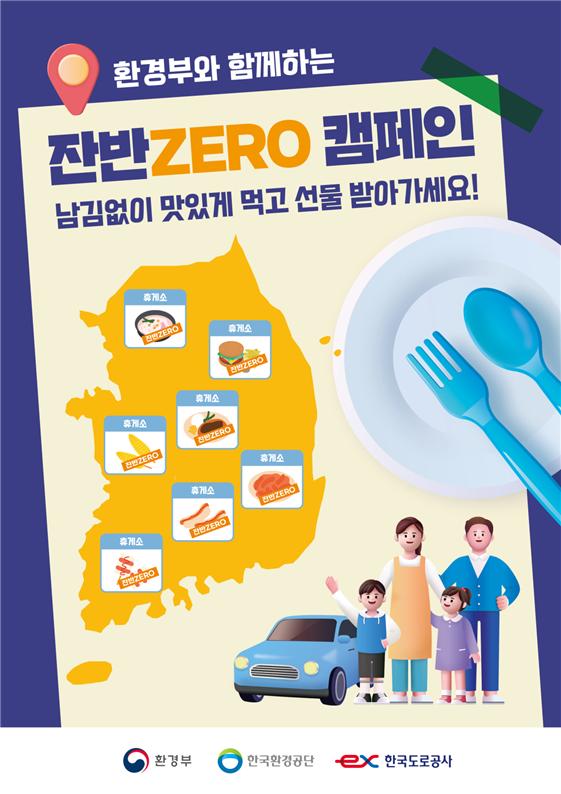 환경부와 함께하는
잔반ZERO 캠페인
남김없이 맛있게 먹고 선물 받아가세요!
휴게소
잔반ZERO
휴게소
잔반ZERO
휴게소
잔반ZERO
휴게소
잔반ZERO
휴게소
잔반ZERO
휴게소
잔반ZERO
휴게소
잔반ZERO
환경부 한국환경공단 ex 한국도로공사